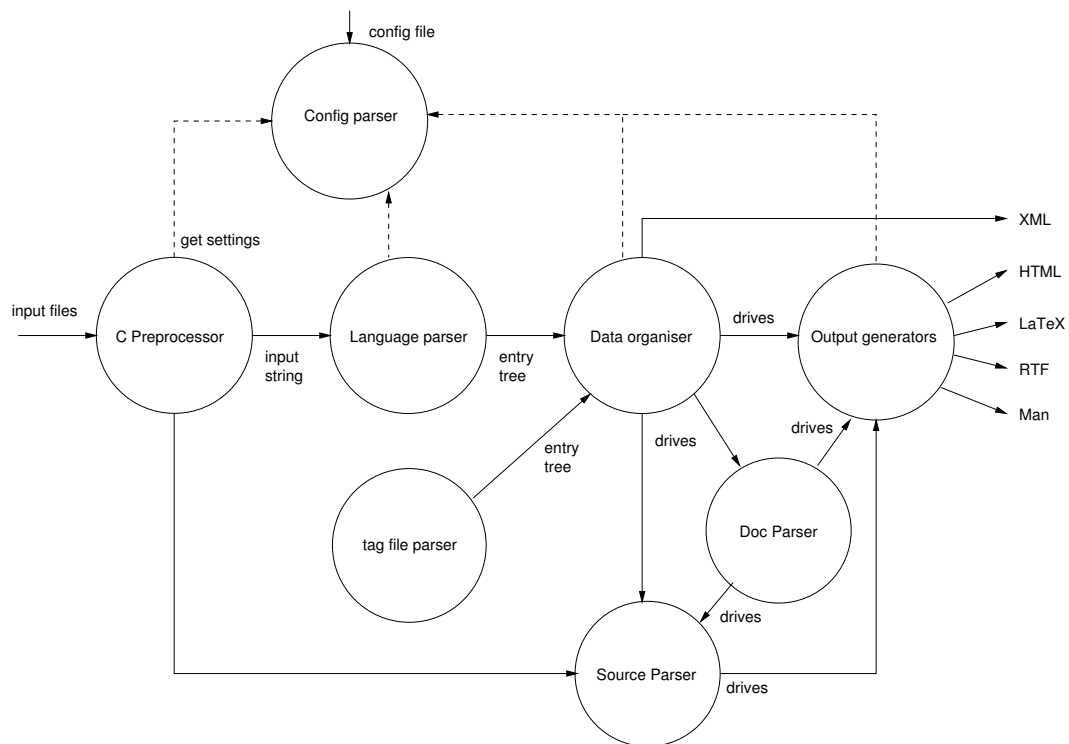 config file
Config parser
get settings
XML
HTML
input files
LaTeX
drives
C Preprocessor
Language parser
Data organiser
Output generators
input
string
entry
tree
RTF
Man
drives
drives
entry
tree
Doc Parser
tag file parser
drives
Source Parser
drives